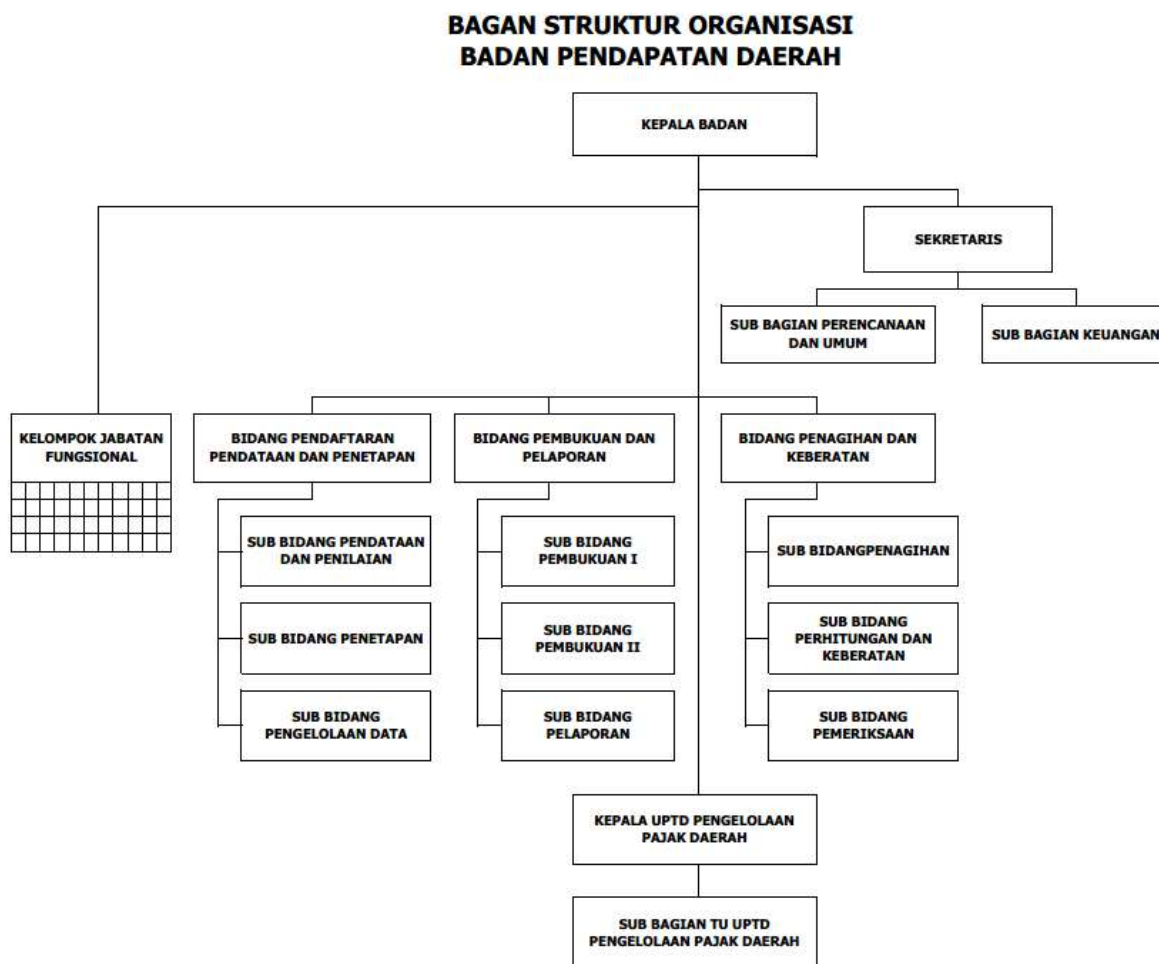 BAGAN STRUKTUR ORGANISASI
BADAN PENDAPATAN DAERAH
KEPALA BADAN
SEKRETARIS
SUB BAGIAN PERENCANAAN
DAN UMUM
SUB BAGIAN KEUANGAN
KELOMPOK JABATAN
FUNGSIONAL
BIDANG PENDAFTARAN
PENDATAAN DAN PENETAPAN
SUB BIDANG PENDATAAN
DAN PENILAIAN
SUB BIDANG PENETAPAN
SUB BIDANG
PENGELOLAAN DATA
BIDANG PEMBUKUAN DAN
PELAPORAN
SUB BIDANG
PEMBUKUAN I
SUB BIDANG
PEMBUKUAN II
SUB BIDANG
PELAPORAN
BIDANG PENAGIHAN DAN
KEBERATAN
SUB BIDANGPENAGIHAN
SUB BIDANG
PERHITUNGAN DAN
KEBERATAN
SUB BIDANG
PEMERIKSAAN
KEPALA UPTD PENGELOLAAN
PAJAK DAERAH
SUB BAGIAN TU UPTD
PENGELOLAAN PAJAK DAERAH